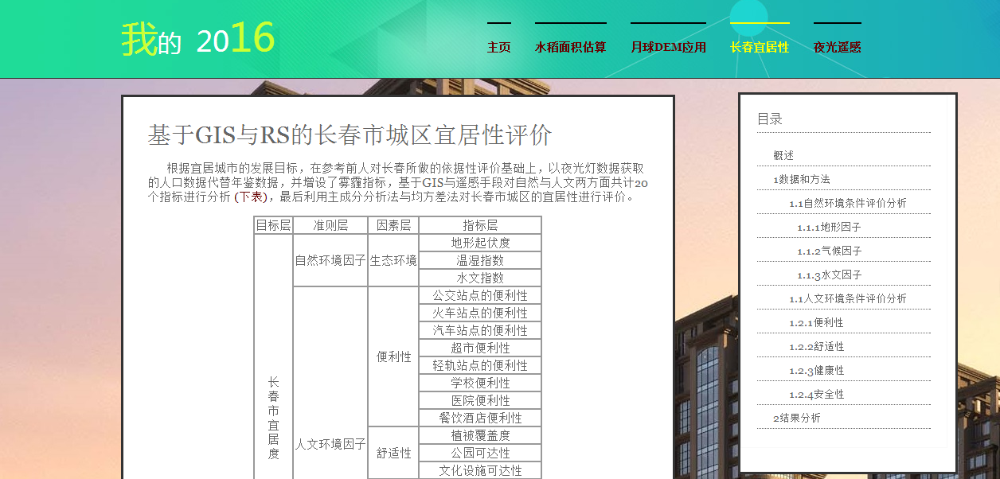 我的 2016
主页 水稻面积估算 月球DEM应用 长春宜居性 夜光遥感
基于GIS与RS的长春市城区宜居性评价
根据宜居城市的发展目标，在参考前人对长春所做的依据性评价基础上，以夜光灯数据获取
的人口数据代替年鉴数据，并增设了雾霾指标，基于GIS与遥感手段对自然与人文两方面共计20
个指标进行分析 (下表)，最后利用主成分分析法与均方差法对长春市城区的宜居性进行评价。
目标层 准则层 因素层 指标层
长春市宜居度
自然环境因子
生态环境
地形起伏度
温湿指数
水文指数
人文环境因子
便利性
公交站点的便利性
火车站点的便利性
汽车站点的便利性
超市便利性
轻轨站点的便利性
学校便利性
医院便利性
餐饮酒店便利性
舒适性
植被覆盖度
公园可达性
文化设施可达性
目录
概述
1数据和方法
1.1自然环境条件评价分析
1.1.1地形因子
1.1.2气候因子
1.1.3水文因子
1.1人文环境条件评价分析
1.2.1便利性
1.2.2舒适性
1.2.3健康性
1.2.4安全性
2结果分析